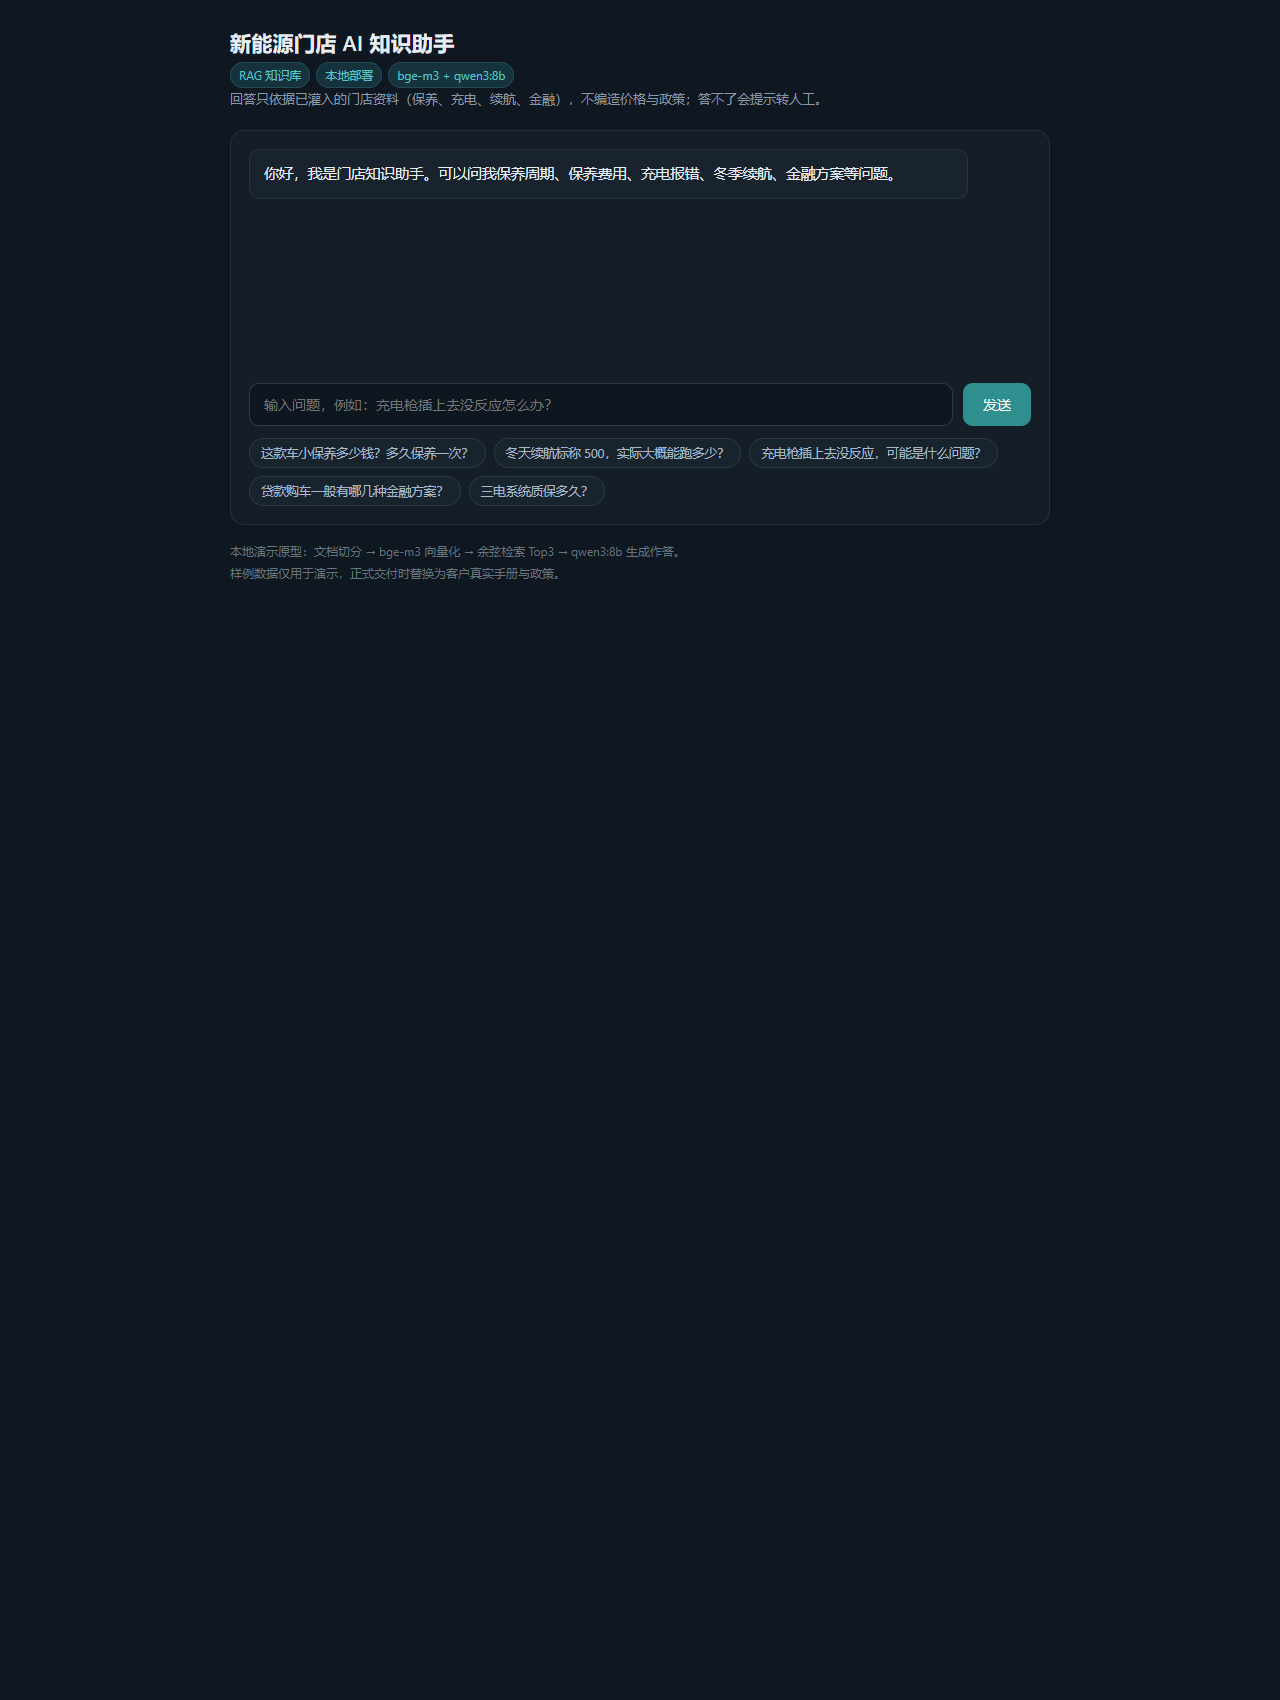 新能源门店 AI 知识助手
RAG 知识库 本地部署 bge-m3 + qwen3:8b
回答只依据已灌入的门店资料（保养、充电、续航、金融），不编造价格与政策；答不了会提示转人工。
你好，我是门店知识助手。可以问我保养周期、保养费用、充电报错、冬季续航、金融方案等问题。
输入问题，例如：充电枪插上去没反应怎么办？ 发送
这款车小保养多少钱？多久保养一次？ 冬天续航标称 500，实际大概能跑多少？ 充电枪插上去没反应，可能是什么问题？
贷款购车一般有哪几种金融方案？ 三电系统质保多久？
本地演示原型：文档切分 → bge-m3 向量化 → 余弦检索 Top3 → qwen3:8b 生成作答。
样例数据仅用于演示，正式交付时替换为客户真实手册与政策。